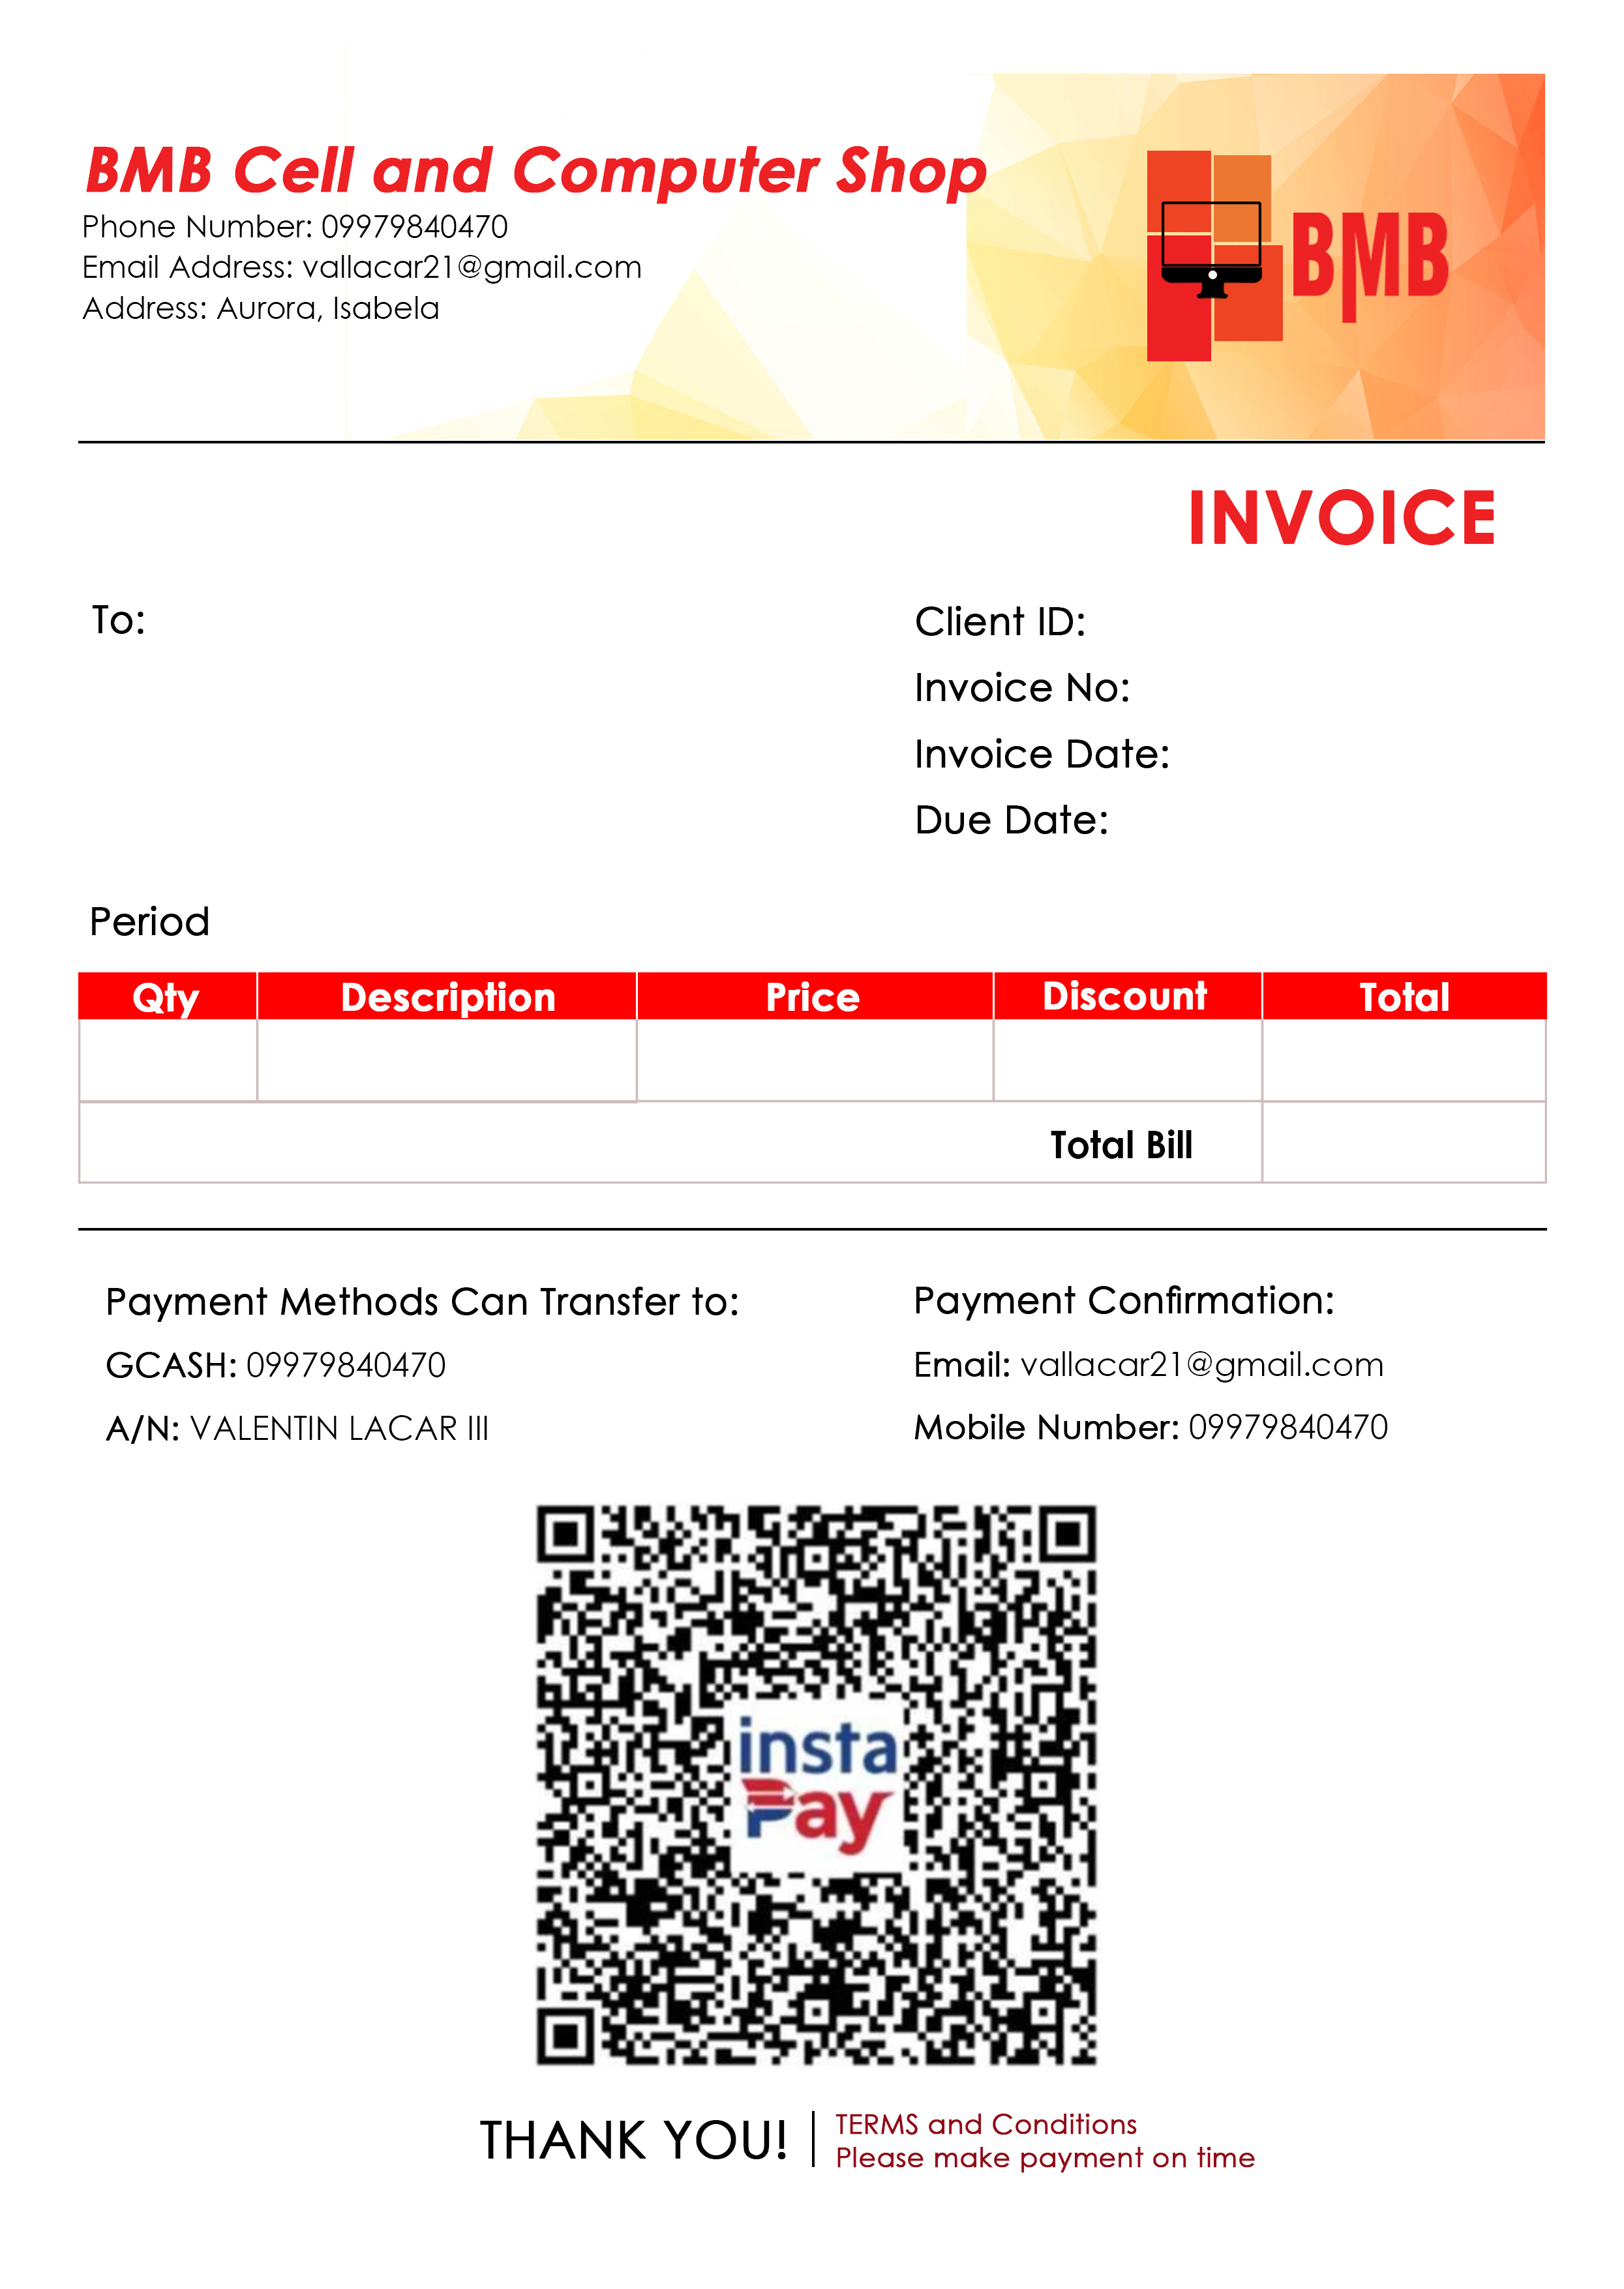 BMB Cell and Computer Shop
Phone Number: 09979840470
Email Address: vallacar21@gmail.com
Address: Aurora, Isabela
BMB
INVOICE
To:
Client ID:
Invoice No:
Invoice Date:
Due Date:
Period
Qty Description Price Discount Total
Total Bill
Payment Methods Can Transfer to:
GCASH: 09979840470
A/N: VALENTIN LACAR III
Payment Confirmation:
Email: vallacar21@gmail.com
Mobile Number: 09979840470
insta
Pay
THANK YOU!
TERMS and Conditions
Please make payment on time